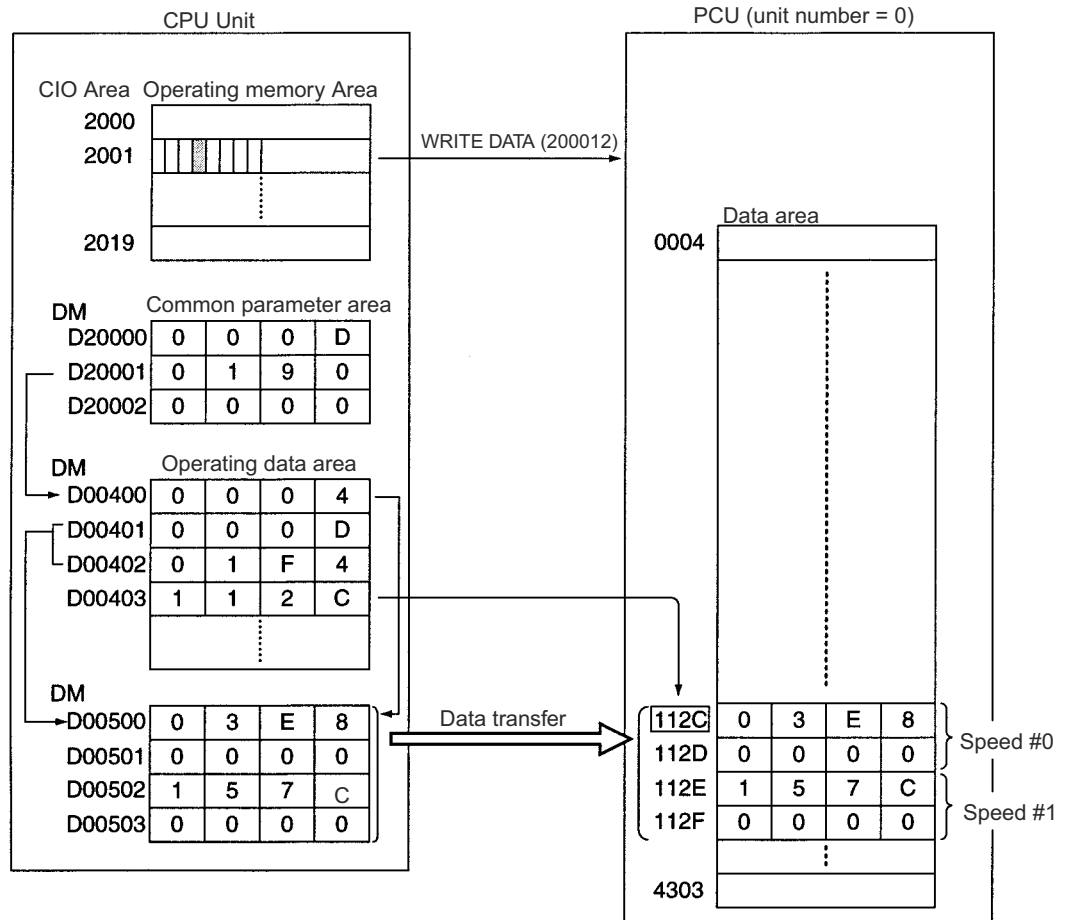 CPU Unit
PCU (unit number = 0)
CIO Area Operating memory Area
2000
2001
WRITE DATA (200012)
2019
Data area
0004
DM
Common parameter area
D20000 0 0 0 D
D20001 0 1 9 0
D20002 0 0 0 0
DM
Operating data area
D00400 0 0 0 4
D00401 0 0 0 D
D00402 0 1 F 4
D00403 1 1 2 C
DM
D00500 0 3 E 8
D00501 0 0 0 0
D00502 1 5 7 C
D00503 0 0 0 0
Data transfer
112C 0 3 E 8
112D 0 0 0 0
Speed #0
112E 1 5 7 C
112F 0 0 0 0
Speed #1
4303